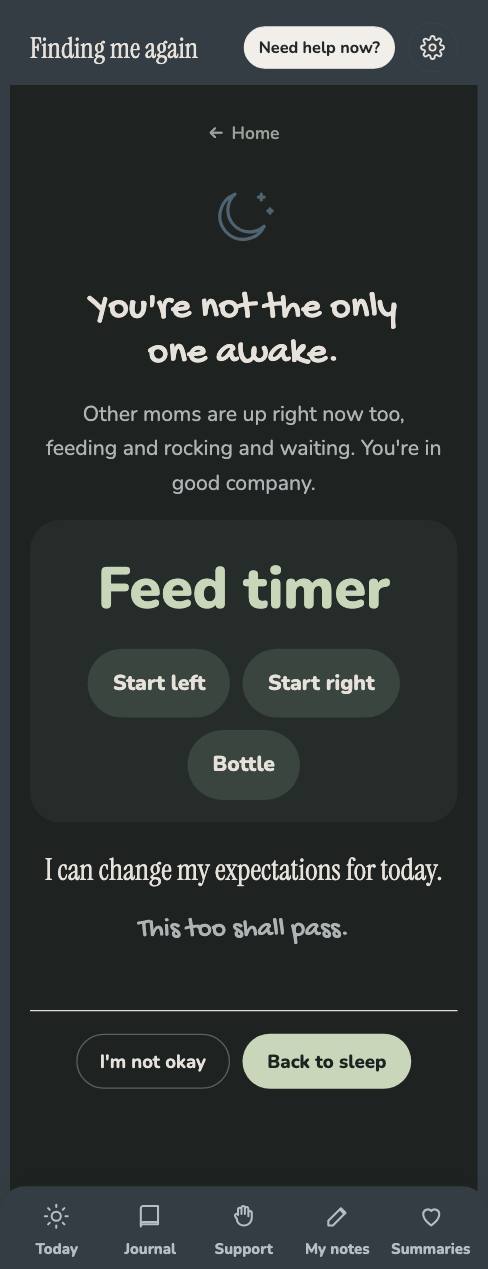 Finding me again
Need help now?
← Home
You're not the only
one awake.
Other moms are up right now too,
feeding and rocking and waiting. You're in
good company.
Feed timer
Start left
Start right
Bottle
I can change my expectations for today.
This too shall pass.
I'm not okay
Back to sleep
Today
Journal
Support
My notes
Summaries